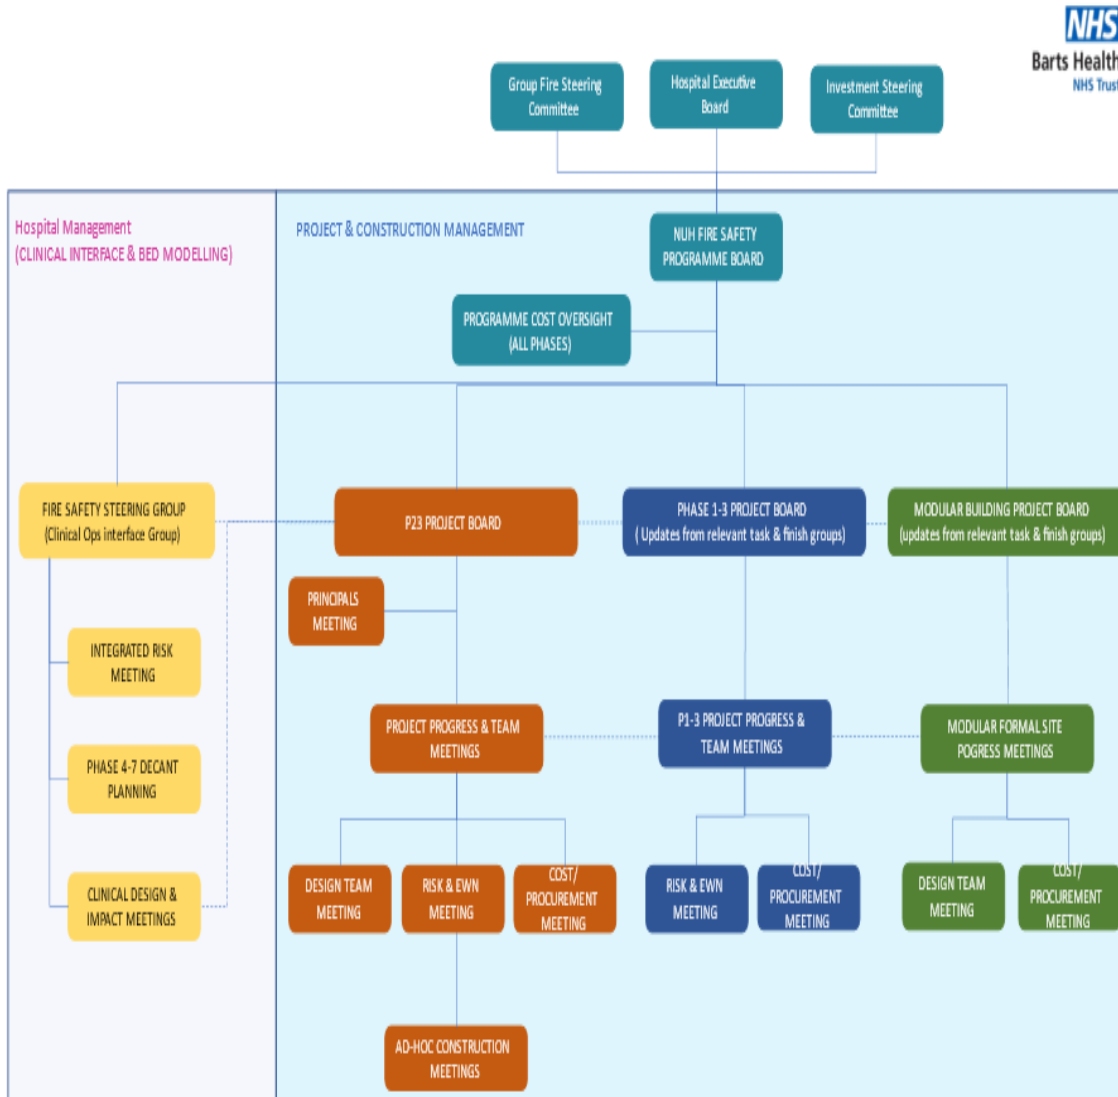 NHS
Barts Health
NHS Trust
Group Fire Steering
Committee
Hospital Executive
Board
Investment Steering
Committee
Hospital Management
(CLINICAL INTERFACE & BED MODELLING)
PROJECT & CONSTRUCTION MANAGEMENT
NUH FIRE SAFETY
PROGRAMME BOARD
PROGRAMME COST OVERSIGHT
(ALL PHASES)
FIRE SAFETY STEERING GROUP
(Clinical Ops interface Group)
P23 PROJECT BOARD
PHASE 1-3 PROJECT BOARD
( Updates from relevant task & finish groups)
MODULAR BUILDING PROJECT BOARD
(updates from relevant task & finish groups)
PRINCIPALS
MEETING
INTEGRATED RISK
MEETING
PROJECT PROGRESS & TEAM
MEETINGS
P1-3 PROJECT PROGRESS &
TEAM MEETINGS
MODULAR FORMAL SITE
POGRESS MEETINGS
PHASE 4-7 DECANT
PLANNING
CLINICAL DESIGN &
IMPACT MEETINGS
DESIGN TEAM
MEETING
RISK & EWN
MEETING
COST/
PROCUREMENT
MEETING
RISK & EWN
MEETING
COST/
PROCUREMENT
MEETING
DESIGN TEAM
MEETING
COST/
PROCUREMENT
MEETING
AD-HOC CONSTRUCTION
MEETINGS